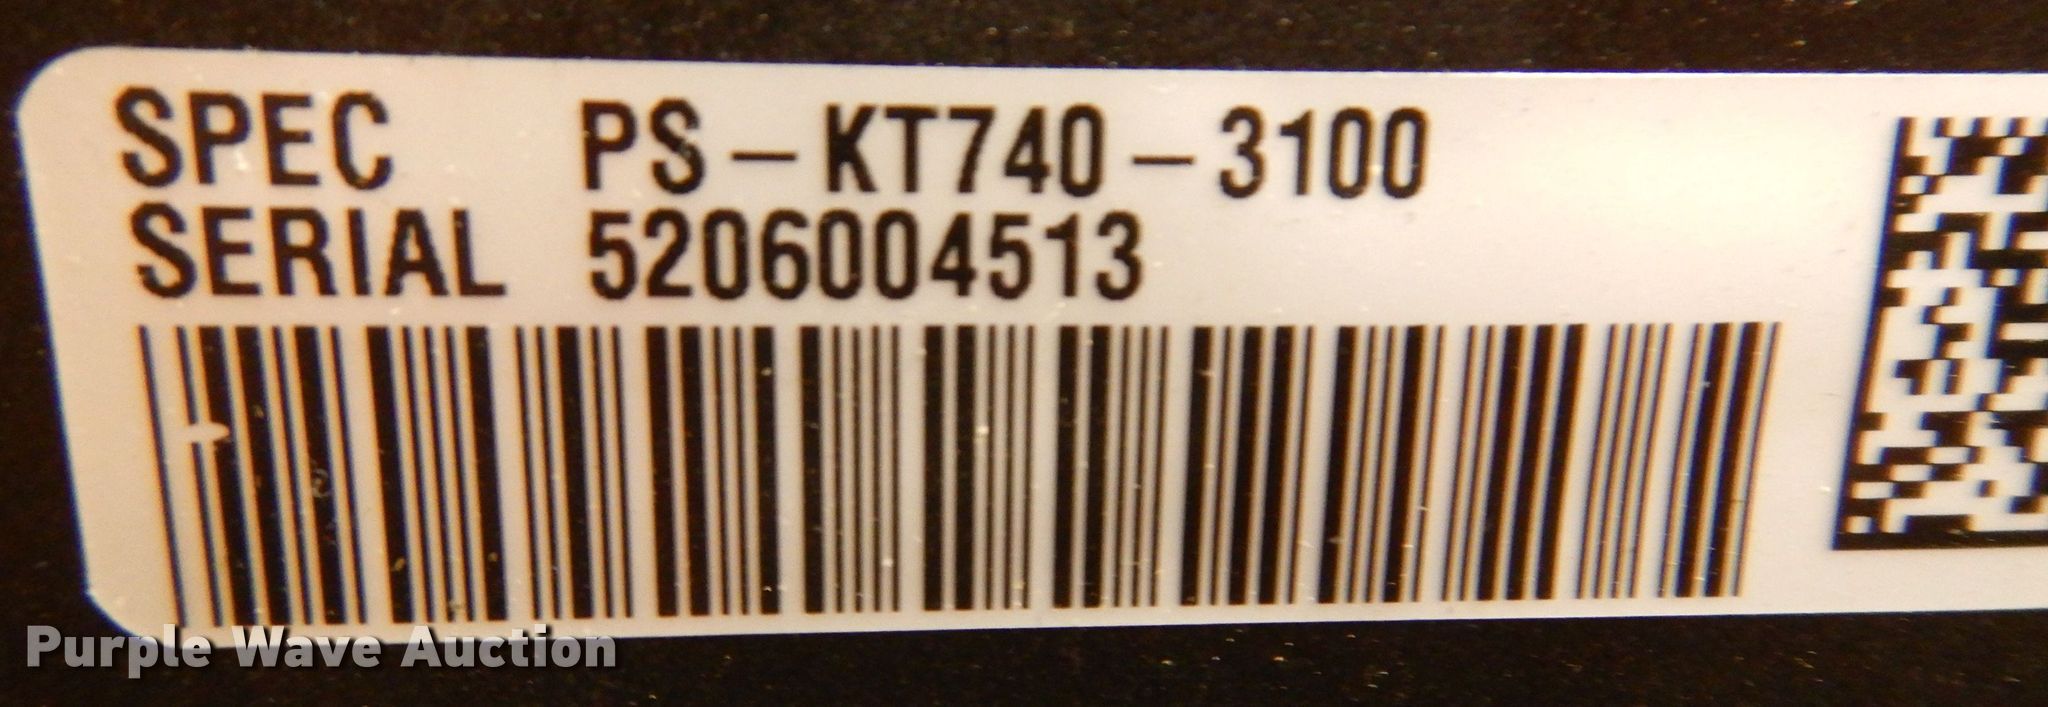 SPEC PS-KT740-3100
SERIAL 5206004513
Purple Wave Auction